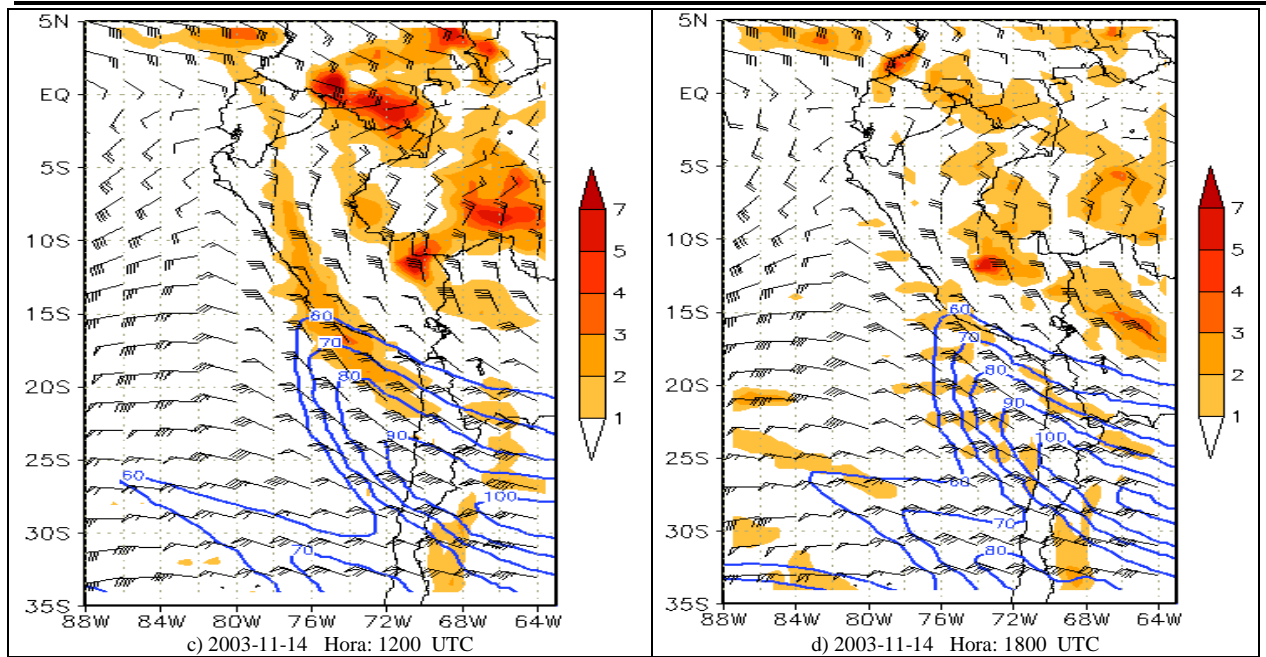 5N
EQ
5S
10S
15S
20S
25S
30S
35S
88W 84W 80W 76W 72W 68W 64W
60
70
80
90
100
60
70
7
5
4
3
2
1
c) 2003-11-14 Hora: 1200 UTC
5N
EQ
5S
10S
15S
20S
25S
30S
35S
88W 84W 80W 76W 72W 68W 64W
60
70
80
90
100
60
70
80
7
5
4
3
2
1
d) 2003-11-14 Hora: 1800 UTC